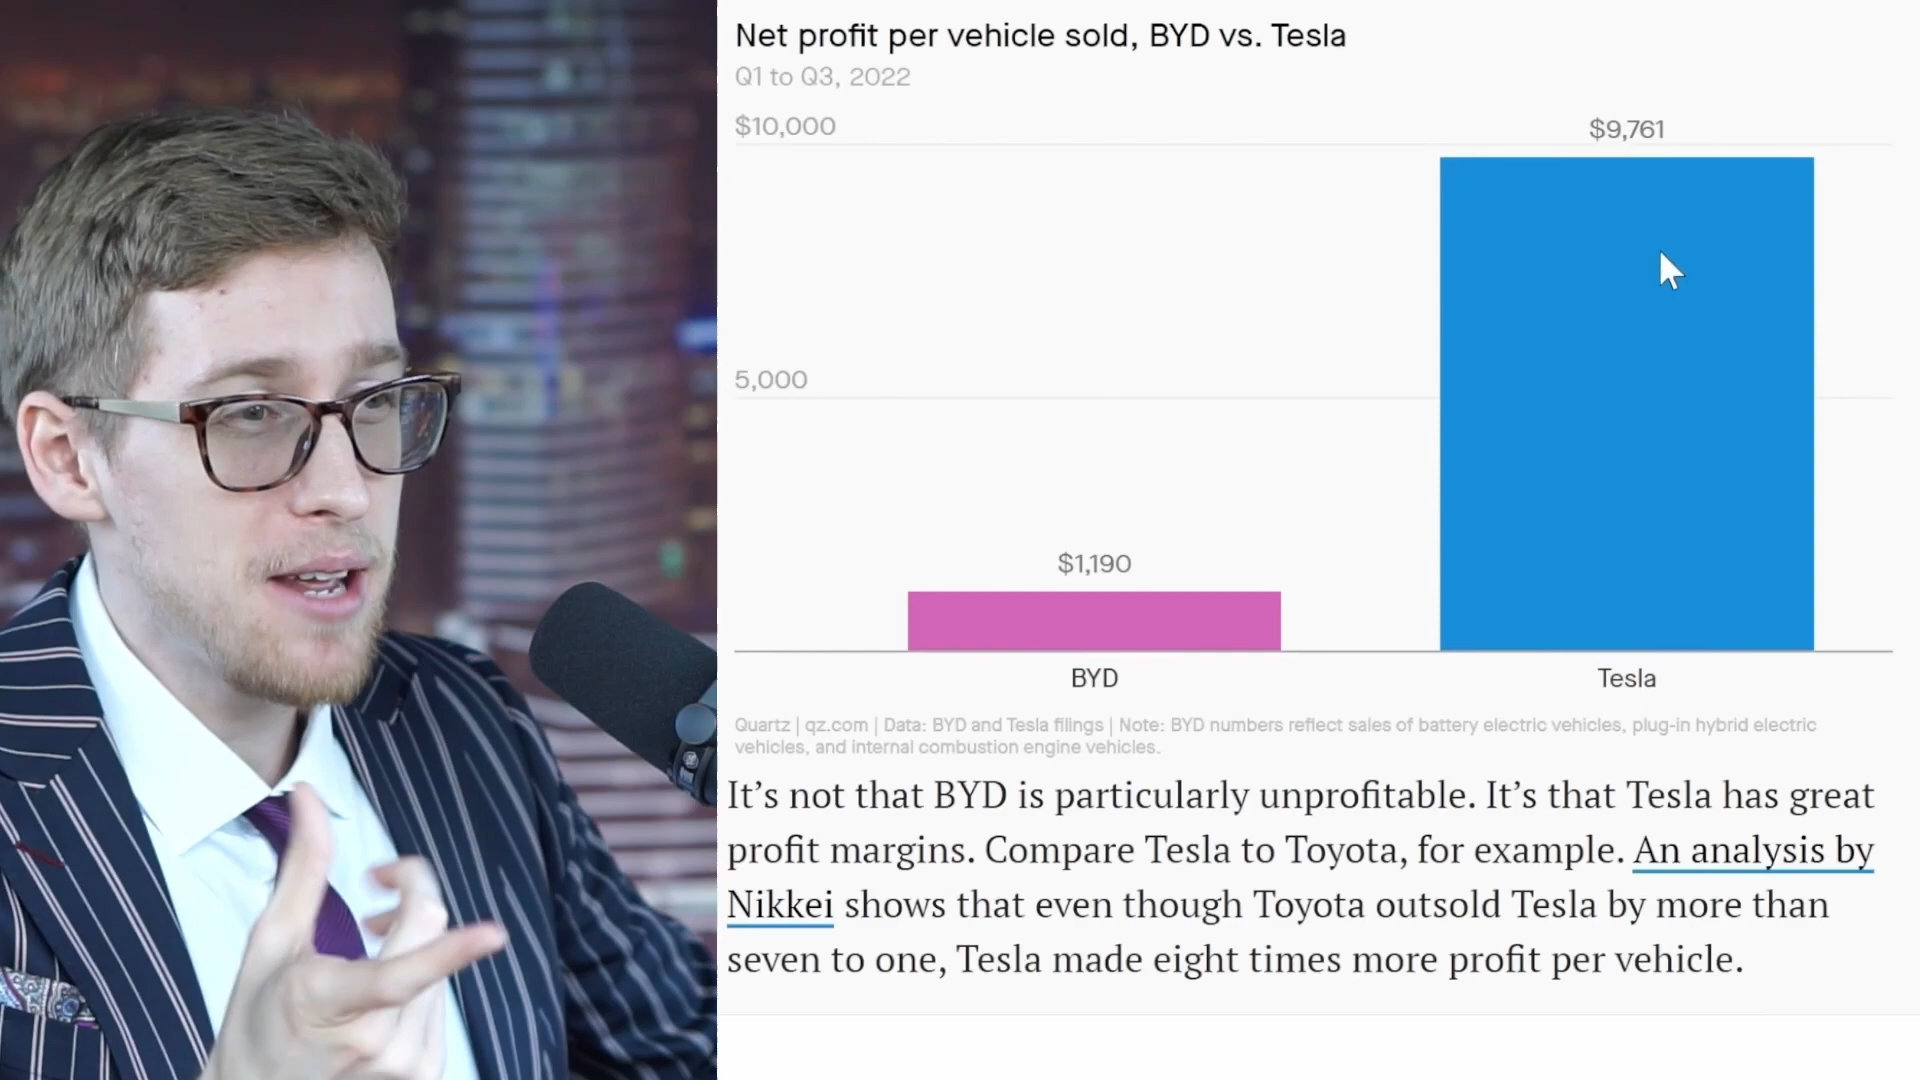 Net profit per vehicle sold, BYD vs. Tesla
Q1 to Q3, 2022
$10,000
$9,761
5,000
$1,190
BYD
Tesla
Quartz | qz.com | Data: BYD and Tesla filings | Note: BYD numbers reflect sales of battery electric vehicles, plug-in hybrid electric
vehicles, and internal combustion engine vehicles.
It’s not that BYD is particularly unprofitable. It’s that Tesla has great
profit margins. Compare Tesla to Toyota, for example. An analysis by
Nikkei shows that even though Toyota outsold Tesla by more than
seven to one, Tesla made eight times more profit per vehicle.